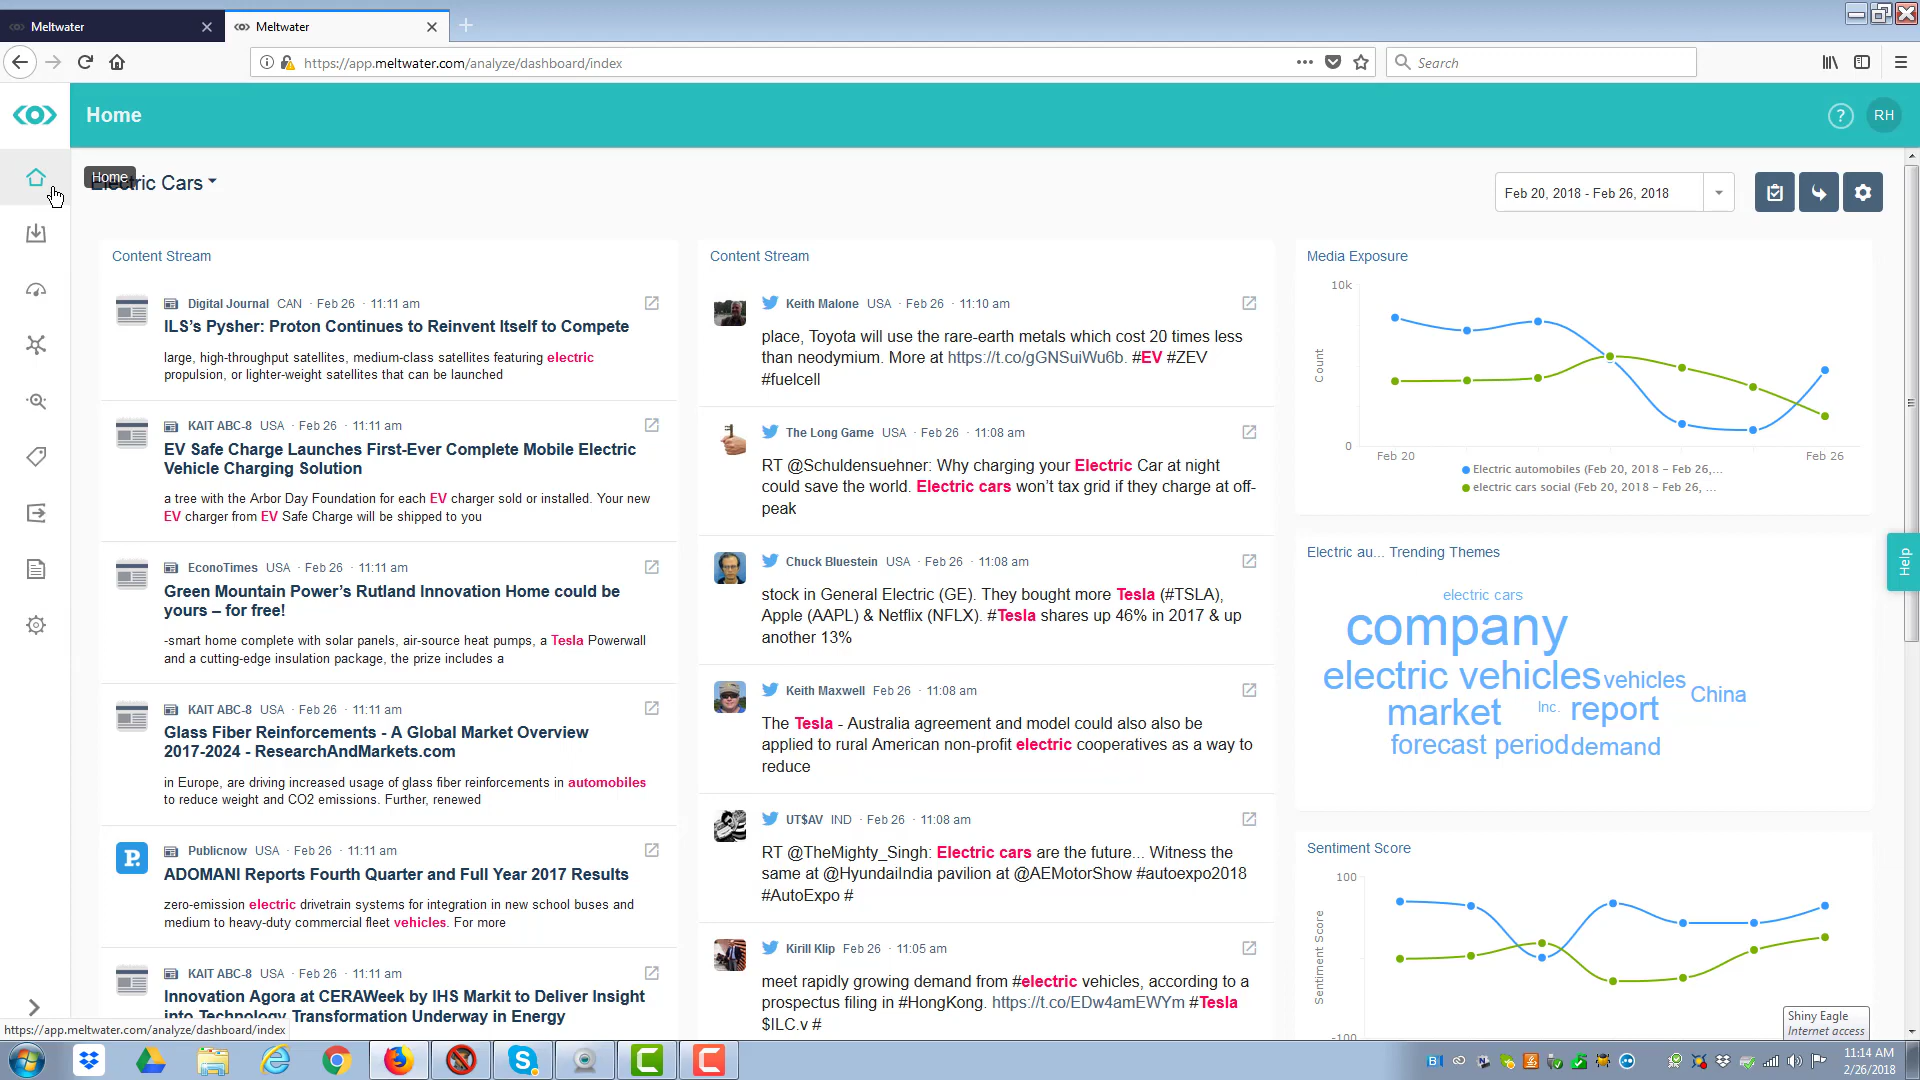 Meltwater
Meltwater
https://app.meltwater.com/analyze/dashboard/index
Search
Home
?
RH
Home
Electric Cars
Feb 20, 2018 - Feb 26, 2018
Content Stream
Digital Journal CAN · Feb 26 · 11:11 am
ILS's Pysher: Proton Continues to Reinvent Itself to Compete
large, high-throughput satellites, medium-class satellites featuring electric
propulsion, or lighter-weight satellites that can be launched
KAIT ABC-8 USA · Feb 26 · 11:11 am
EV Safe Charge Launches First-Ever Complete Mobile Electric
Vehicle Charging Solution
a tree with the Arbor Day Foundation for each EV charger sold or installed. Your new
EV charger from EV Safe Charge will be shipped to you
EconoTimes USA · Feb 26 · 11:11 am
Green Mountain Power's Rutland Innovation Home could be
yours – for free!
-smart home complete with solar panels, air-source heat pumps, a Tesla Powerwall
and a cutting-edge insulation package, the prize includes a
KAIT ABC-8 USA · Feb 26 · 11:11 am
Glass Fiber Reinforcements - A Global Market Overview
2017-2024 - ResearchAndMarkets.com
in Europe, are driving increased usage of glass fiber reinforcements in automobiles
to reduce weight and CO2 emissions. Further, renewed
P.
Publicnow USA · Feb 26 · 11:11 am
ADOMANI Reports Fourth Quarter and Full Year 2017 Results
zero-emission electric drivetrain systems for integration in new school buses and
medium to heavy-duty commercial fleet vehicles. For more
KAIT ABC-8 USA · Feb 26 · 11:11 am
Innovation Agora at CERAWeek by IHS Markit to Deliver Insight
into Technology Transformation Underway in Energy
Content Stream
Keith Malone USA · Feb 26 · 11:10 am
place, Toyota will use the rare-earth metals which cost 20 times less
than neodymium. More at https://t.co/gGNSuiWu6b. #EV #ZEV
#fuelcell
The Long Game USA · Feb 26 · 11:08 am
RT @Schuldensuehner: Why charging your Electric Car at night
could save the world. Electric cars won't tax grid if they charge at off-
peak
Chuck Bluestein USA · Feb 26 · 11:08 am
stock in General Electric (GE). They bought more Tesla (#TSLA),
Apple (AAPL) & Netflix (NFLX). #Tesla shares up 46% in 2017 & up
another 13%
Keith Maxwell Feb 26 · 11:08 am
The Tesla - Australia agreement and model could also also be
applied to rural American non-profit electric cooperatives as a way to
reduce
UT$AV IND · Feb 26 · 11:08 am
RT @TheMighty_Singh: Electric cars are the future... Witness the
same at @HyundaiIndia pavilion at @AEMotorShow #autoexpo2018
#AutoExpo #
Kirill Klip Feb 26 · 11:05 am
meet rapidly growing demand from #electric vehicles, according to a
prospectus filing in #HongKong. https://t.co/EDw4amEWYm #Tesla
$ILC.v #
Media Exposure
10k
Count
0
Feb 20
Feb 26
Electric automobiles (Feb 20, 2018 – Feb 26,...
electric cars social (Feb 20, 2018 – Feb 26, ...
Electric au... Trending Themes
electric cars
company
electric vehicles
vehicles
China
market
Inc.
report
forecast period
demand
Sentiment Score
100
Sentiment Score
-100
Help
Shiny Eagle
Internet access
https://app.meltwater.com/analyze/dashboard/index
11:14 AM
2/26/2018